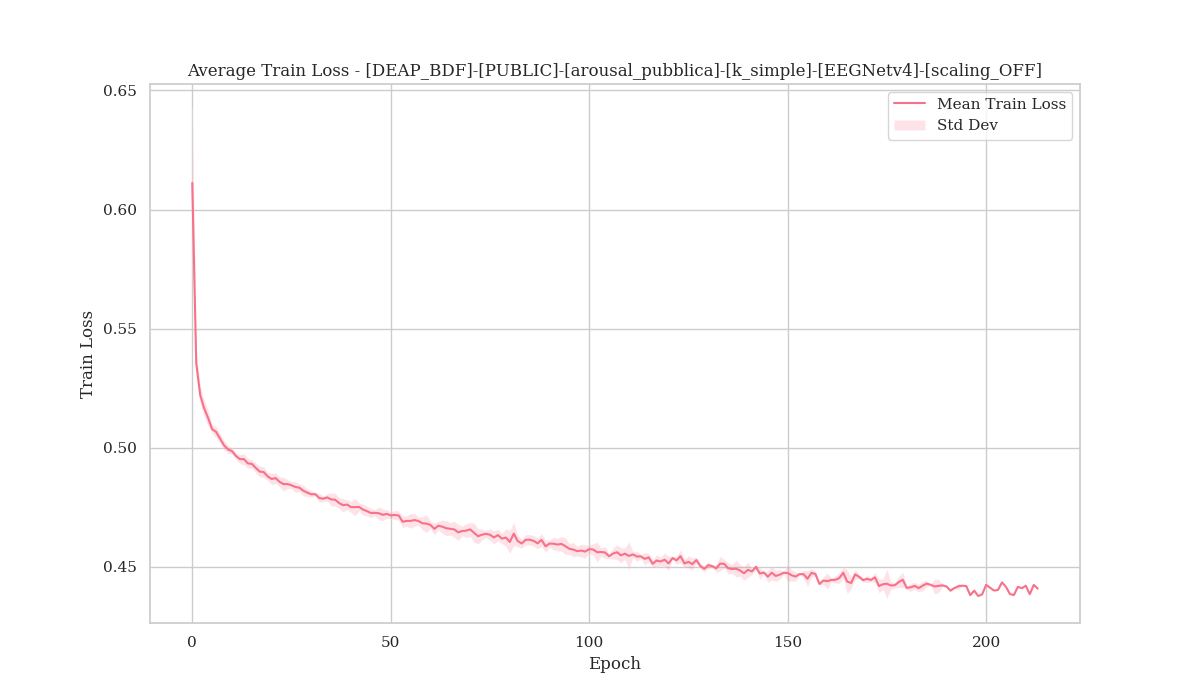 Average Train Loss - [DEAP_BDF]-[PUBLIC]-[arousal_pubblica]-[k_simple]-[EEGNetv4]-[scaling_OFF]
Mean Train Loss
Std Dev
0.65
0.60
0.55
0.50
0.45
Train Loss
0
50
100
150
200
Epoch